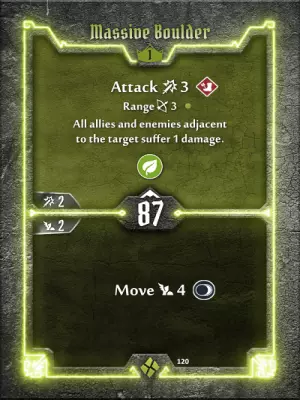 Massive Boulder
1
Attack 3
Range 3
All allies and enemies adjacent
to the target suffer 1 damage.
2
87
2
Move 4
120